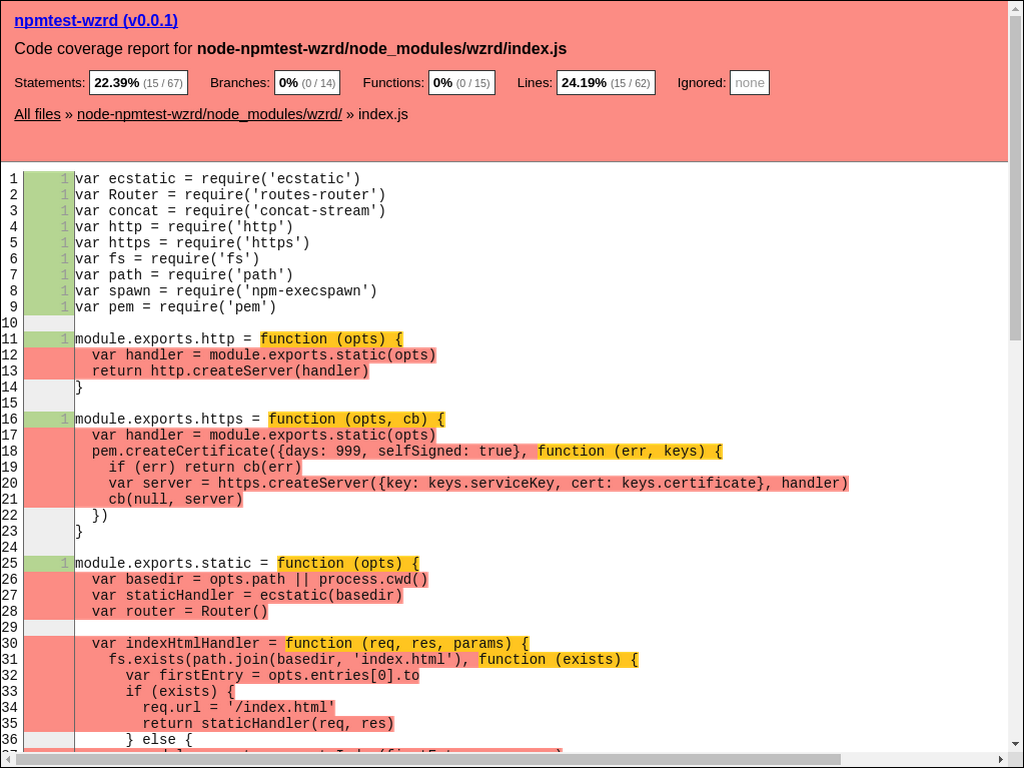 npmtest-wzrd (v0.0.1)
Code coverage report for node-npmtest-wzrd/node_modules/wzrd/index.js
Statements: 22.39% (15 / 67) Branches: 0% (0 / 14) Functions: 0% (0 / 15) Lines: 24.19% (15 / 62) Ignored: none
All files » node-npmtest-wzrd/node_modules/wzrd/ » index.js
1 1 var ecstatic = require('ecstatic')
2 1 var Router = require('routes-router')
3 1 var concat = require('concat-stream')
4 1 var http = require('http')
5 1 var https = require('https')
6 1 var fs = require('fs')
7 1 var path = require('path')
8 1 var spawn = require('npm-execspawn')
9 1 var pem = require('pem')
10
11 1 module.exports.http = function (opts) {
12 var handler = module.exports.static(opts)
13 return http.createServer(handler)
14 }
15
16 1 module.exports.https = function (opts, cb) {
17 var handler = module.exports.static(opts)
18 pem.createCertificate({days: 999, selfSigned: true}, function (err, keys) {
19 if (err) return cb(err)
20 var server = https.createServer({key: keys.serviceKey, cert: keys.certificate}, handler)
21 cb(null, server)
22 })
23 }
24
25 1 module.exports.static = function (opts) {
26 var basedir = opts.path || process.cwd()
27 var staticHandler = ecstatic(basedir)
28 var router = Router()
29
30 var indexHtmlHandler = function (req, res, params) {
31 fs.exists(path.join(basedir, 'index.html'), function (exists) {
32 var firstEntry = opts.entries[0].to
33 if (exists) {
34 req.url = '/index.html'
35 return staticHandler(req, res)
36 } else {